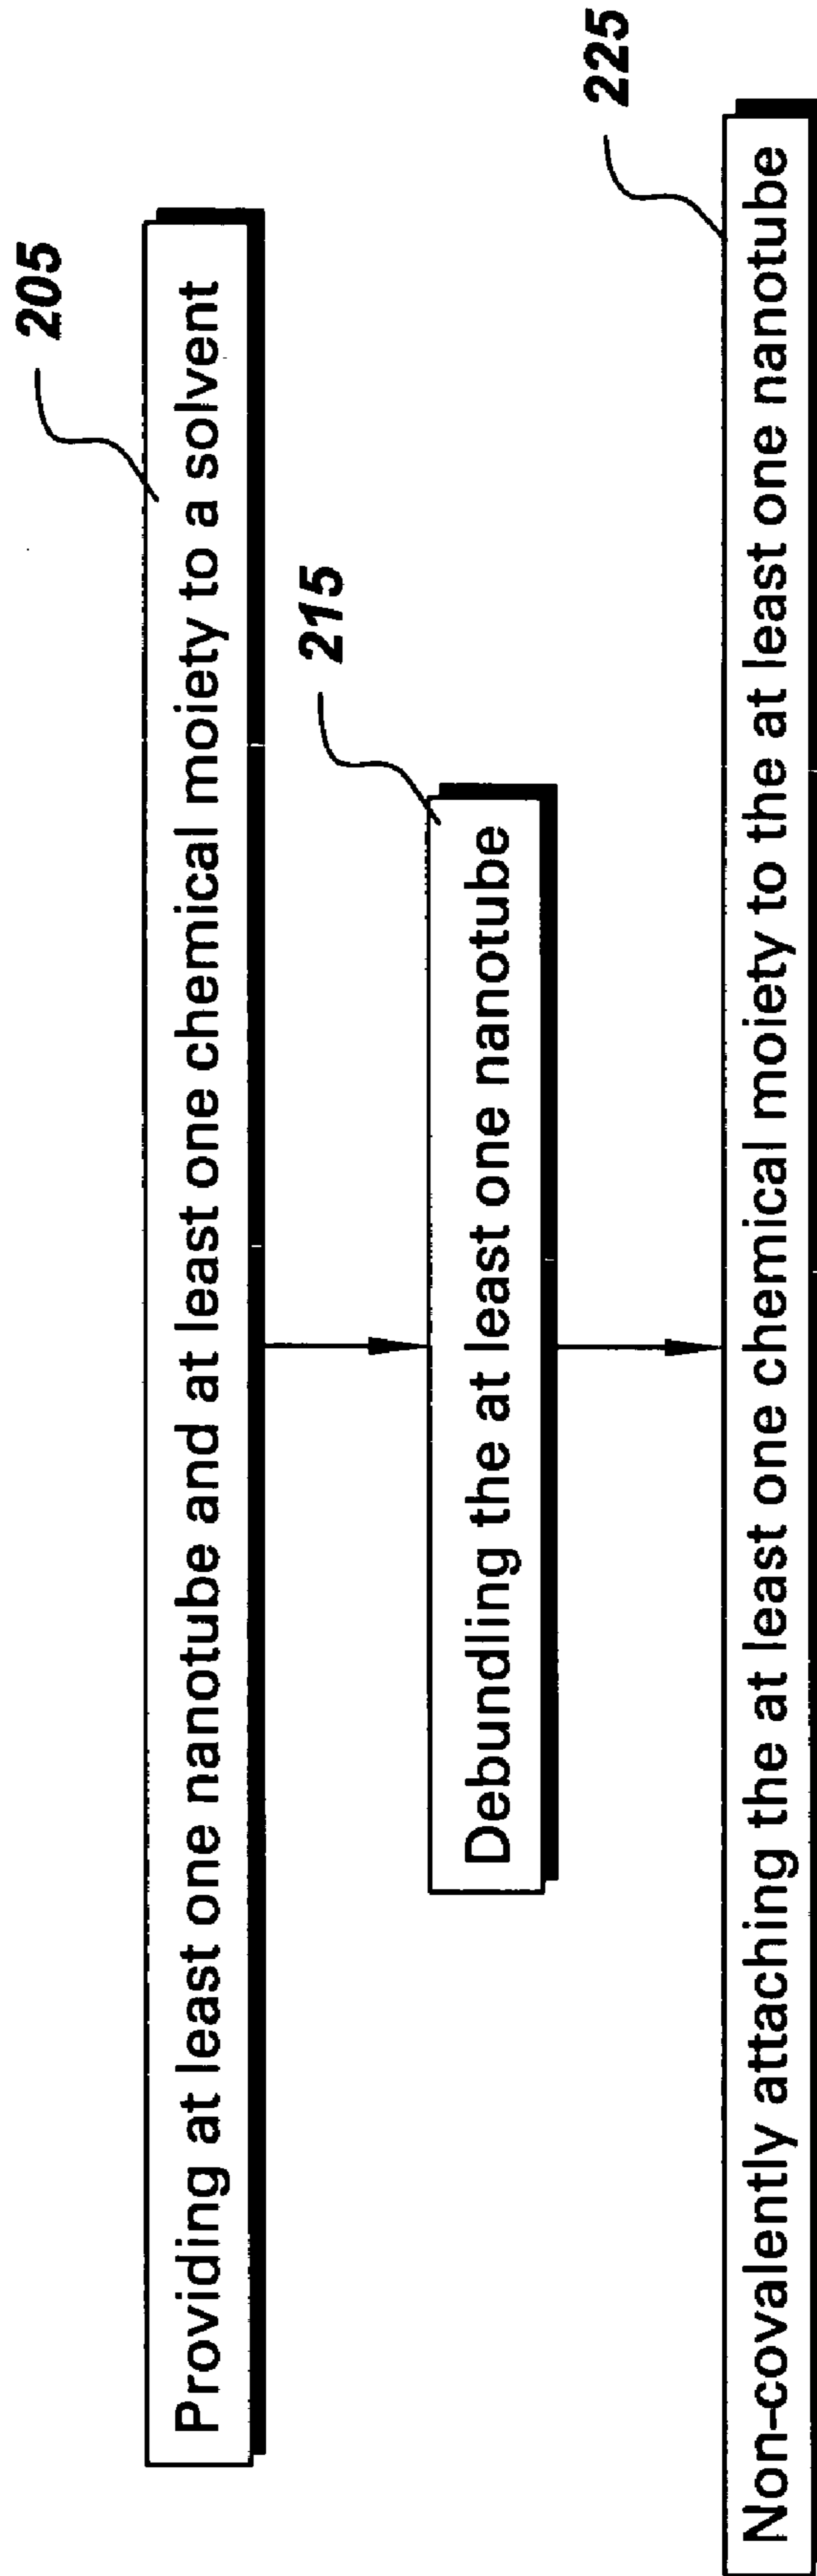 205
Providing at least one nanotube and at least one chemical moiety to a solvent
215
Debundling the at least one nanotube
225
Non-covalently attaching the at least one chemical moiety to the at least one nanotube